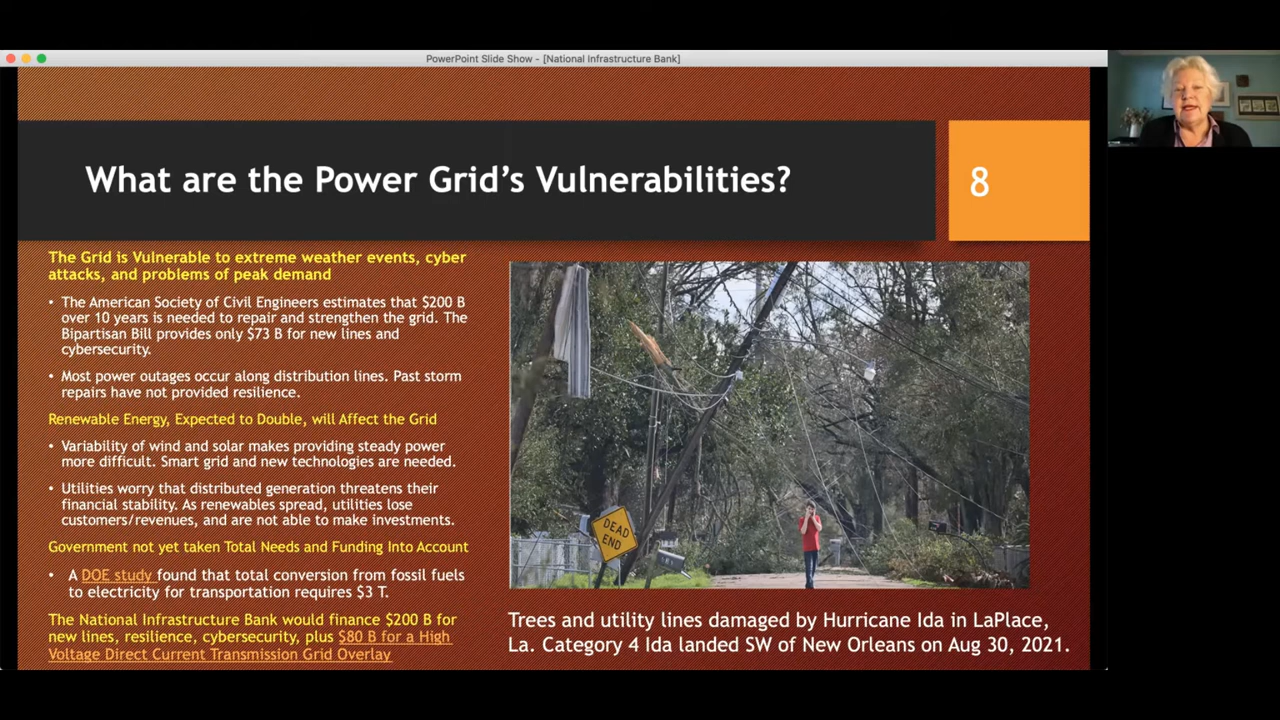 PowerPoint Slide Show - [National Infrastructure Bank]
What are the Power Grid's Vulnerabilities?
8
The Grid is Vulnerable to extreme weather events, cyber
attacks, and problems of peak demand
• The American Society of Civil Engineers estimates that $200 B
over 10 years is needed to repair and strengthen the grid. The
Bipartisan Bill provides only $73 B for new lines and
cybersecurity.
• Most power outages occur along distribution lines. Past storm
repairs have not provided resilience.
Renewable Energy, Expected to Double, will Affect the Grid
• Variability of wind and solar makes providing steady power
more difficult. Smart grid and new technologies are needed.
• Utilities worry that distributed generation threatens their
financial stability. As renewables spread, utilities lose
customers/revenues, and are not able to make investments.
Government not yet taken Total Needs and Funding Into Account
• A DOE study found that total conversion from fossil fuels
to electricity for transportation requires $3 T.
The National Infrastructure Bank would finance $200 B for
new lines, resilience, cybersecurity, plus $80 B for a High
Voltage Direct Current Transmission Grid Overlay
DEAD
END
Trees and utility lines damaged by Hurricane Ida in LaPlace,
La. Category 4 Ida landed SW of New Orleans on Aug 30, 2021.